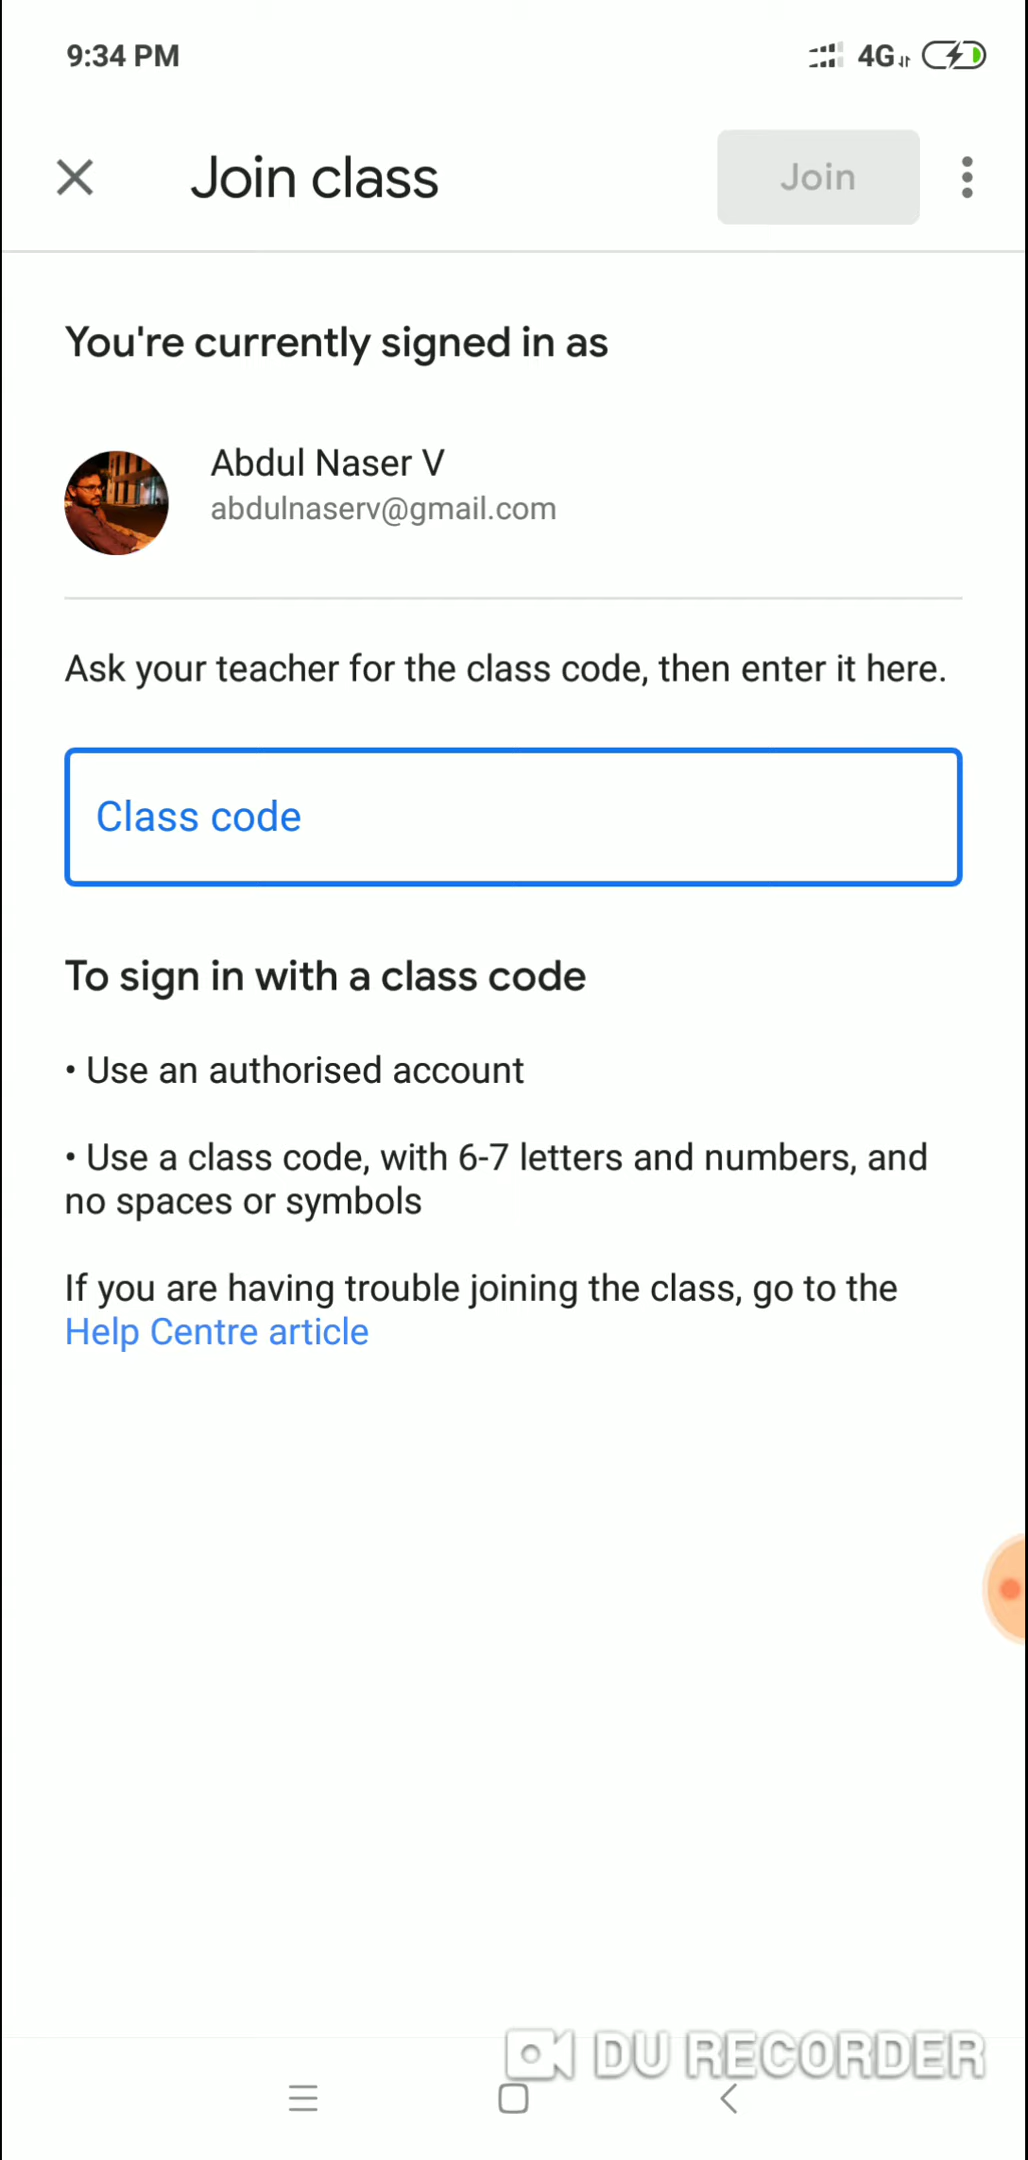 9:34 PM
4G
Join class
Join
You're currently signed in as
Abdul Naser V
abdulnaserv@gmail.com
Ask your teacher for the class code, then enter it here.
Class code
To sign in with a class code
• Use an authorised account
• Use a class code, with 6-7 letters and numbers, and
no spaces or symbols
If you are having trouble joining the class, go to the
Help Centre article
DU RECORDER